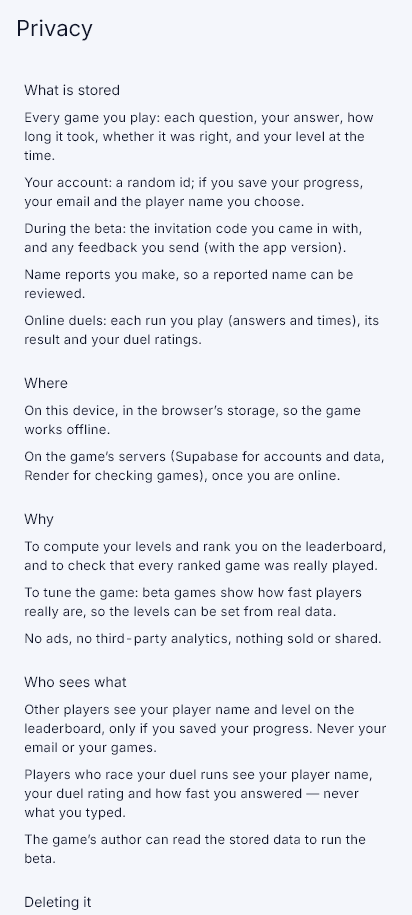 Privacy
What is stored
Every game you play: each question, your answer, how
long it took, whether it was right, and your level at the
time.
Your account: a random id; if you save your progress,
your email and the player name you choose.
During the beta: the invitation code you came in with,
and any feedback you send (with the app version).
Name reports you make, so a reported name can be
reviewed.
Online duels: each run you play (answers and times), its
result and your duel ratings.
Where
On this device, in the browser’s storage, so the game
works offline.
On the game’s servers (Supabase for accounts and data,
Render for checking games), once you are online.
Why
To compute your levels and rank you on the leaderboard,
and to check that every ranked game was really played.
To tune the game: beta games show how fast players
really are, so the levels can be set from real data.
No ads, no third-party analytics, nothing sold or shared.
Who sees what
Other players see your player name and level on the
leaderboard, only if you saved your progress. Never your
email or your games.
Players who race your duel runs see your player name,
your duel rating and how fast you answered — never
what you typed.
The game’s author can read the stored data to run the
beta.
Deleting it